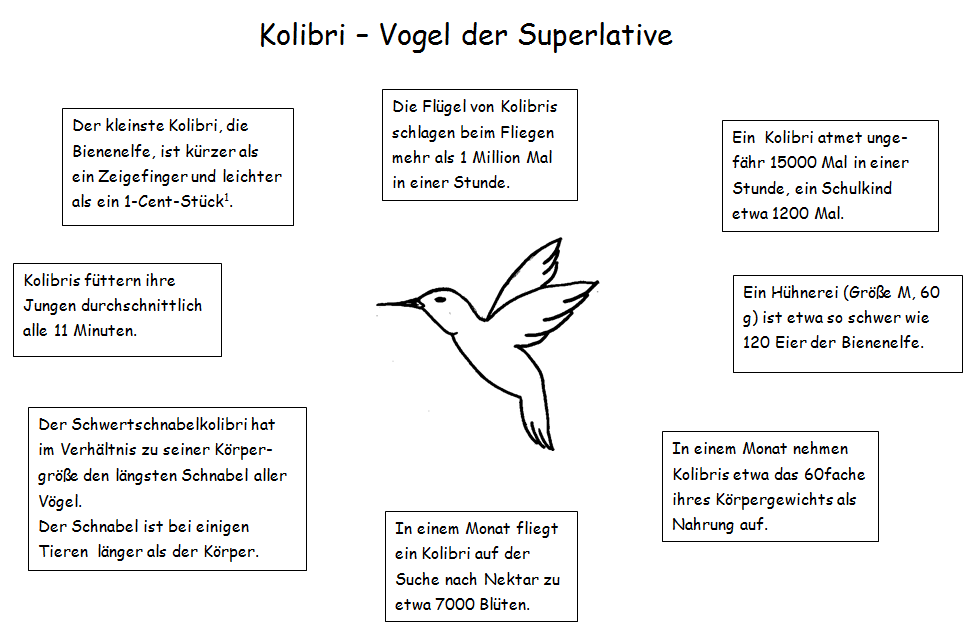 Kolibri – Vogel der Superlative
Der kleinste Kolibri, die
Bienenelfe, ist kürzer als
ein Zeigefinger und leichter
als ein 1-Cent-Stück¹.
Die Flügel von Kolibris
schlagen beim Fliegen
mehr als 1 Million Mal
in einer Stunde.
Ein Kolibri atmet unge-
fähr 15000 Mal in einer
Stunde, ein Schulkind
etwa 1200 Mal.
Kolibris füttern ihre
Jungen durchschnittlich
alle 11 Minuten.
Ein Hühnerei (Größe M, 60
g) ist etwa so schwer wie
120 Eier der Bienenelfe.
Der Schwertschnabelkolibri hat
im Verhältnis zu seiner Körper-
größe den längsten Schnabel aller
Vögel.
Der Schnabel ist bei einigen
Tieren länger als der Körper.
In einem Monat fliegt
ein Kolibri auf der
Suche nach Nektar zu
etwa 7000 Blüten.
In einem Monat nehmen
Kolibris etwa das 60fache
ihres Körpergewichts als
Nahrung auf.